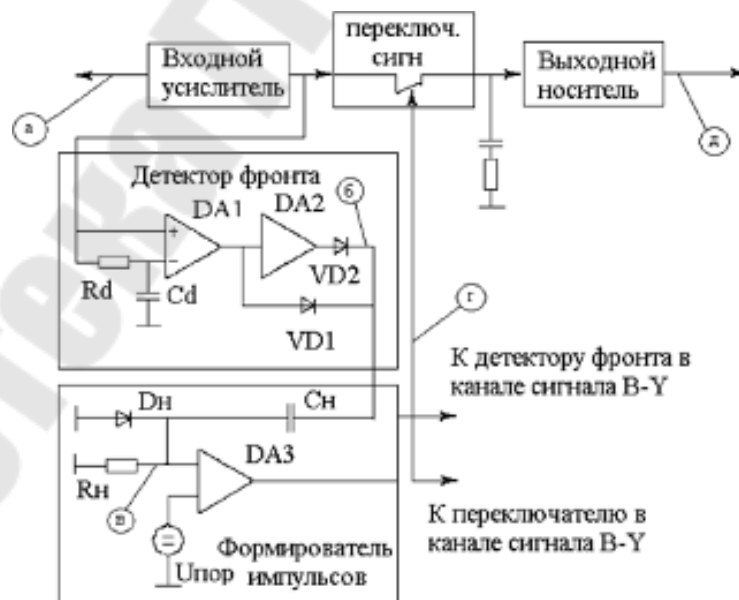 Входной
усислитель
переключ.
сигн
Выходной
носитель
а
д
Детектор фронта
б
DA1
DA2
+
−
Rd
Cd
VD2
VD1
г
К детектору фронта в
канале сигнала B-Y
Dн
Cн
DA3
Rн
в
К переключателю в
канале сигнала B-Y
=
Uпор
Формирователь
импульсов